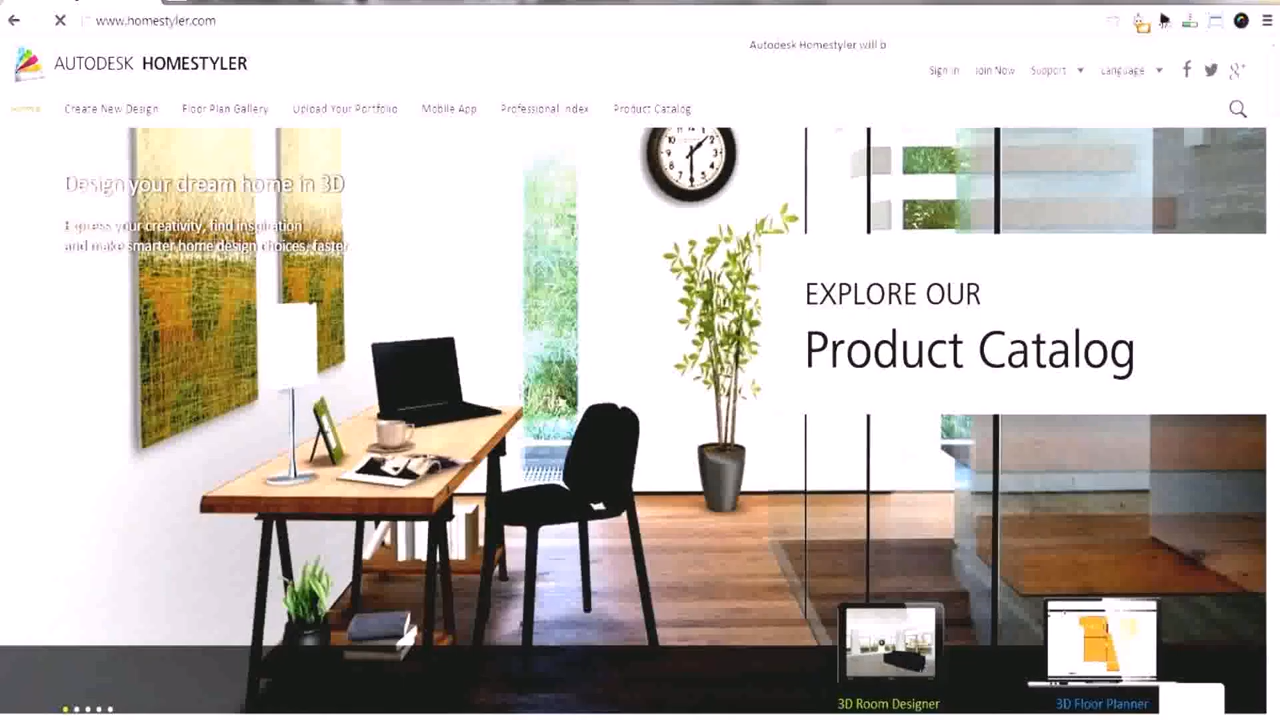 www.homestyler.com
Autodesk Homestyler will b
AUTODESK HOMESTYLER
Sign In Join Now Support Language
Home Create New Design Floor Plan Gallery Upload Your Portfolio Mobile App Professional Index Product Catalog
Design your dream home in 3D
Express your creativity, find inspiration
and make smarter home design choices, faster.
EXPLORE OUR
Product Catalog
3D Room Designer
3D Floor Planner